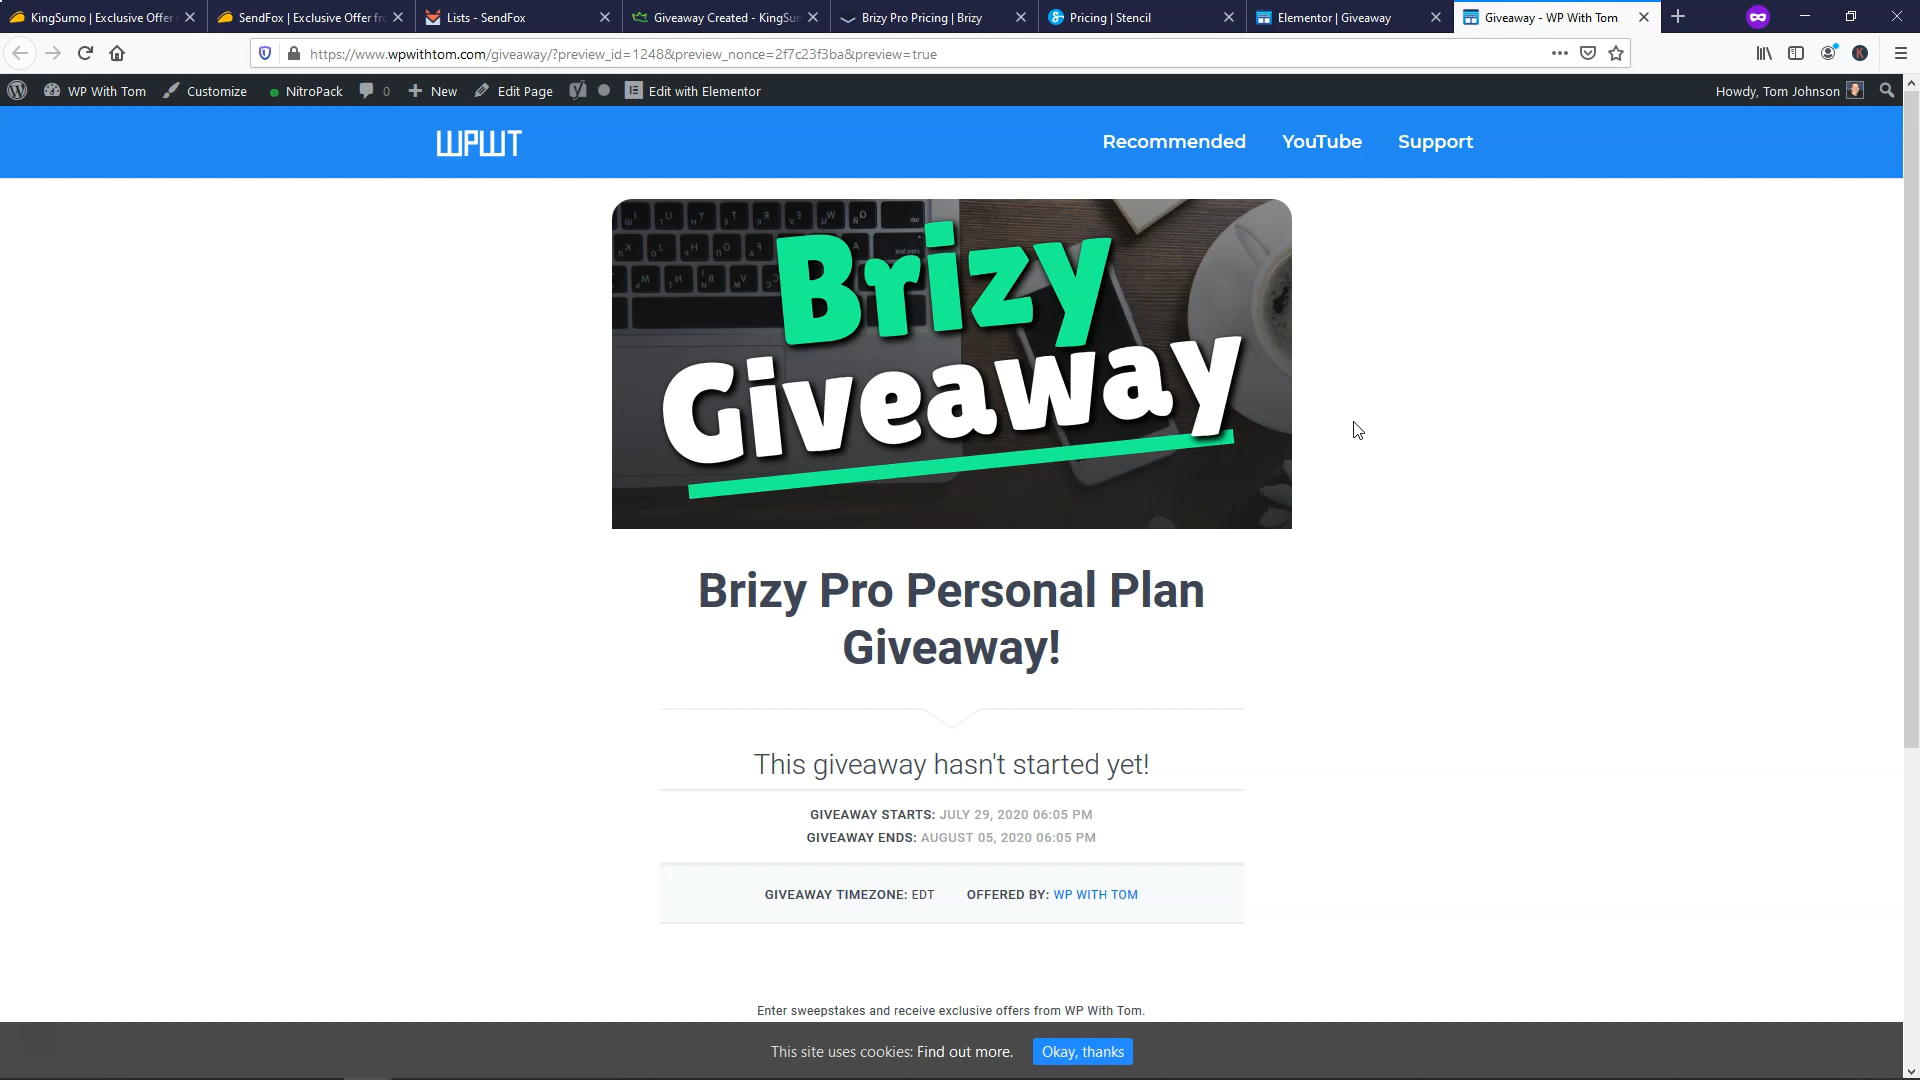 KingSumo | Exclusive Offer
SendFox | Exclusive Offer fro
Lists - SendFox
Giveaway Created - KingSum
Brizy Pro Pricing | Brizy
Pricing | Stencil
Elementor | Giveaway
Giveaway - WP With Tom
https://www.wpwithtom.com/giveaway/?preview_id=1248&preview_nonce=2f7c23f3ba&preview=true
K
WP With Tom
Customize
NitroPack
0
New
Edit Page
Edit with Elementor
Howdy, Tom Johnson
WPWT
Recommended
YouTube
Support
Brizy
Giveaway
Brizy Pro Personal Plan
Giveaway!
This giveaway hasn't started yet!
GIVEAWAY STARTS: JULY 29, 2020 06:05 PM
GIVEAWAY ENDS: AUGUST 05, 2020 06:05 PM
GIVEAWAY TIMEZONE: EDT OFFERED BY: WP WITH TOM
Enter sweepstakes and receive exclusive offers from WP With Tom.
This site uses cookies: Find out more.
Okay, thanks